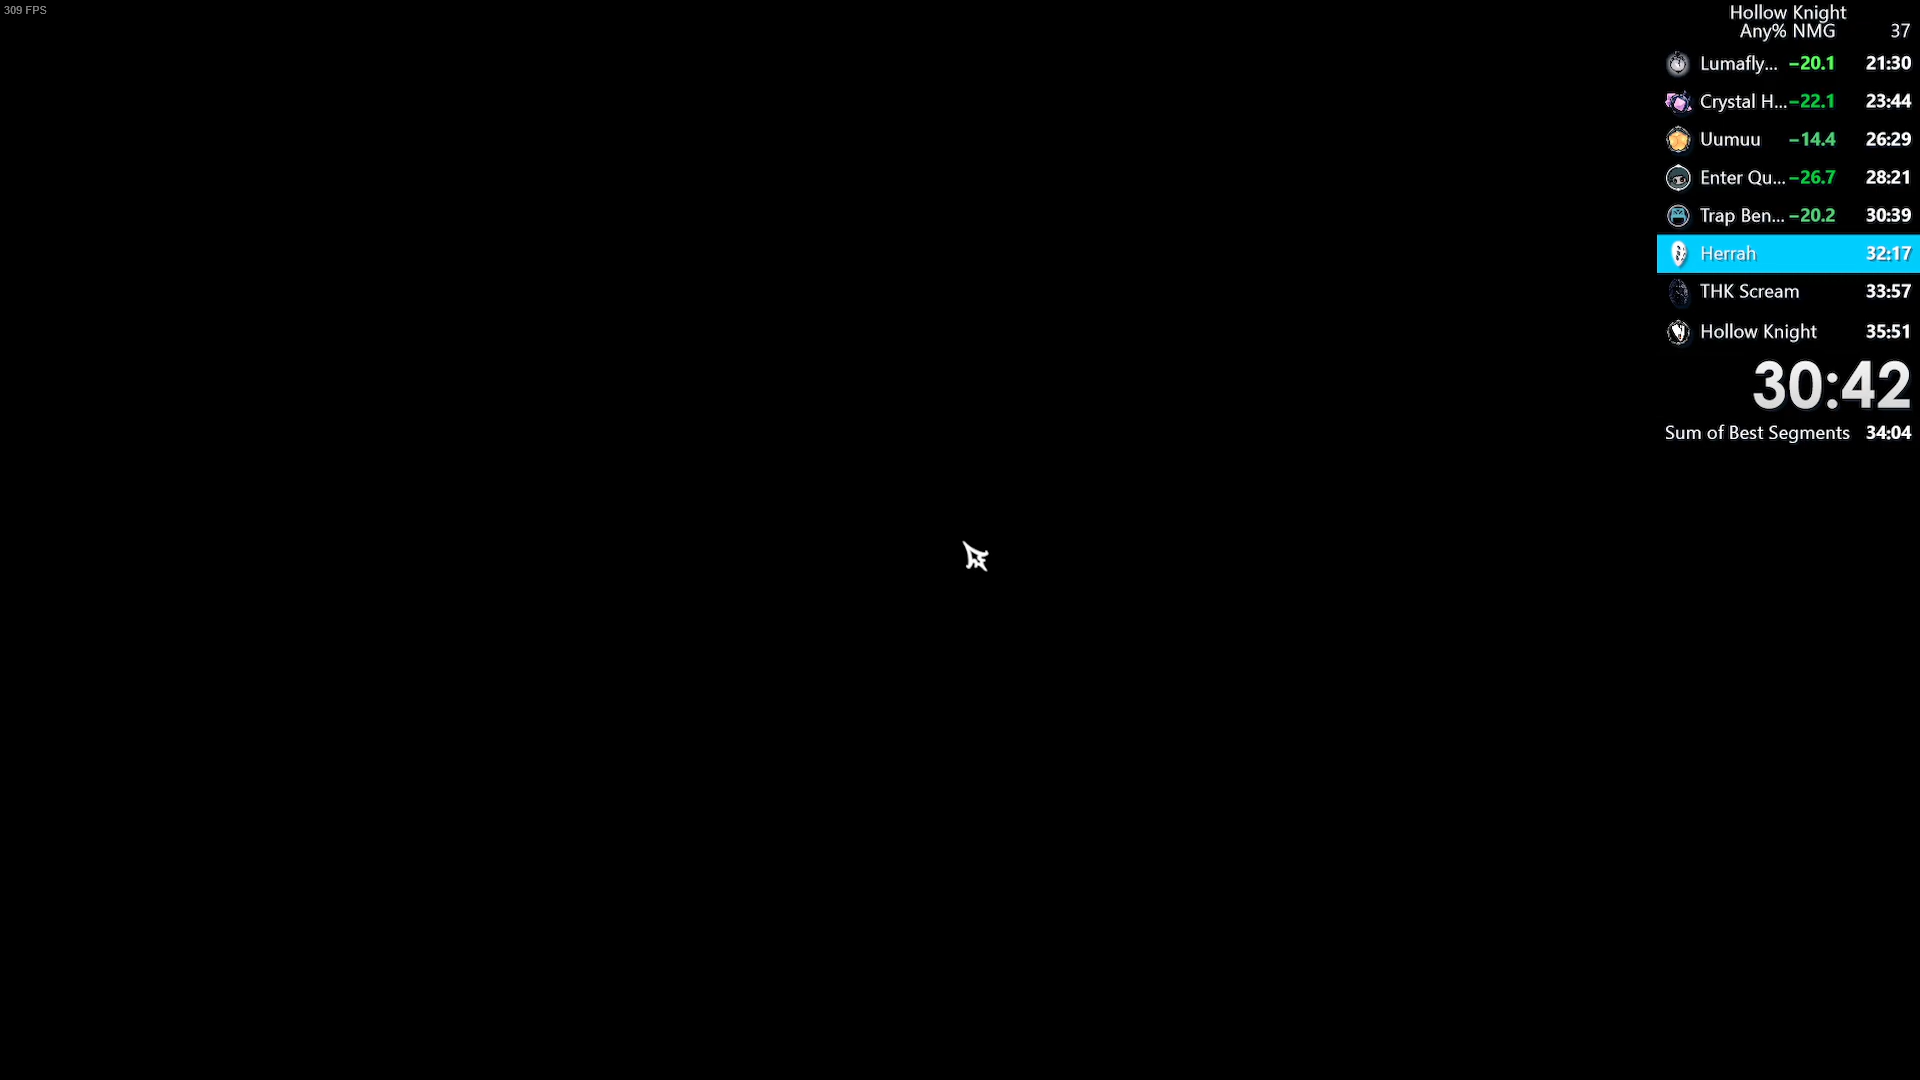 309 FPS
Hollow Knight
Any% NMG 37
Lumafly... −20.1 21:30
Crystal H... −22.1 23:44
Uumuu −14.4 26:29
Enter Qu... −26.7 28:21
Trap Ben... −20.2 30:39
Herrah 32:17
THK Scream 33:57
Hollow Knight 35:51
30:42
Sum of Best Segments 34:04